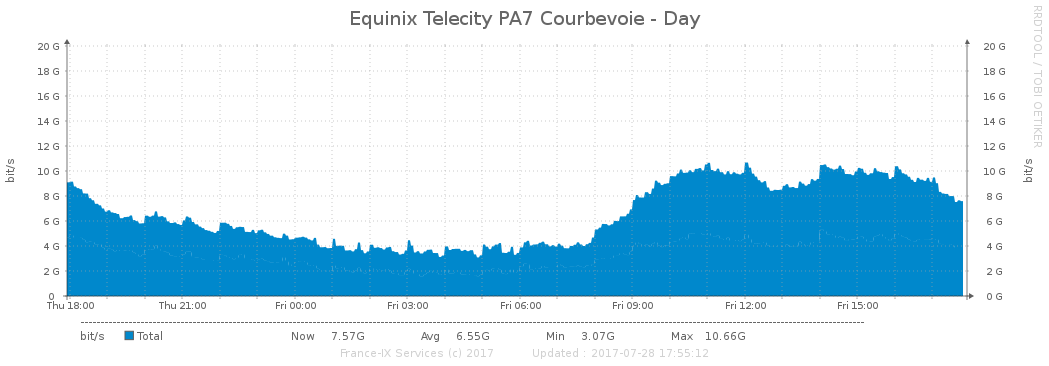 Equinix Telecity PA7 Courbevoie - Day
RRDTOOL / TOBI OETIKER
bit/s
20 G 20 G
18 G 18 G
16 G 16 G
14 G 14 G
12 G 12 G
10 G 10 G
8 G 8 G
6 G 6 G
4 G 4 G
2 G 2 G
0 0 G
bit/s
Thu 18:00 Thu 21:00 Fri 00:00 Fri 03:00 Fri 06:00 Fri 09:00 Fri 12:00 Fri 15:00
bit/s Total Now 7.57G Avg 6.55G Min 3.07G Max 10.66G
France-IX Services (c) 2017 Updated : 2017-07-28 17:55:12